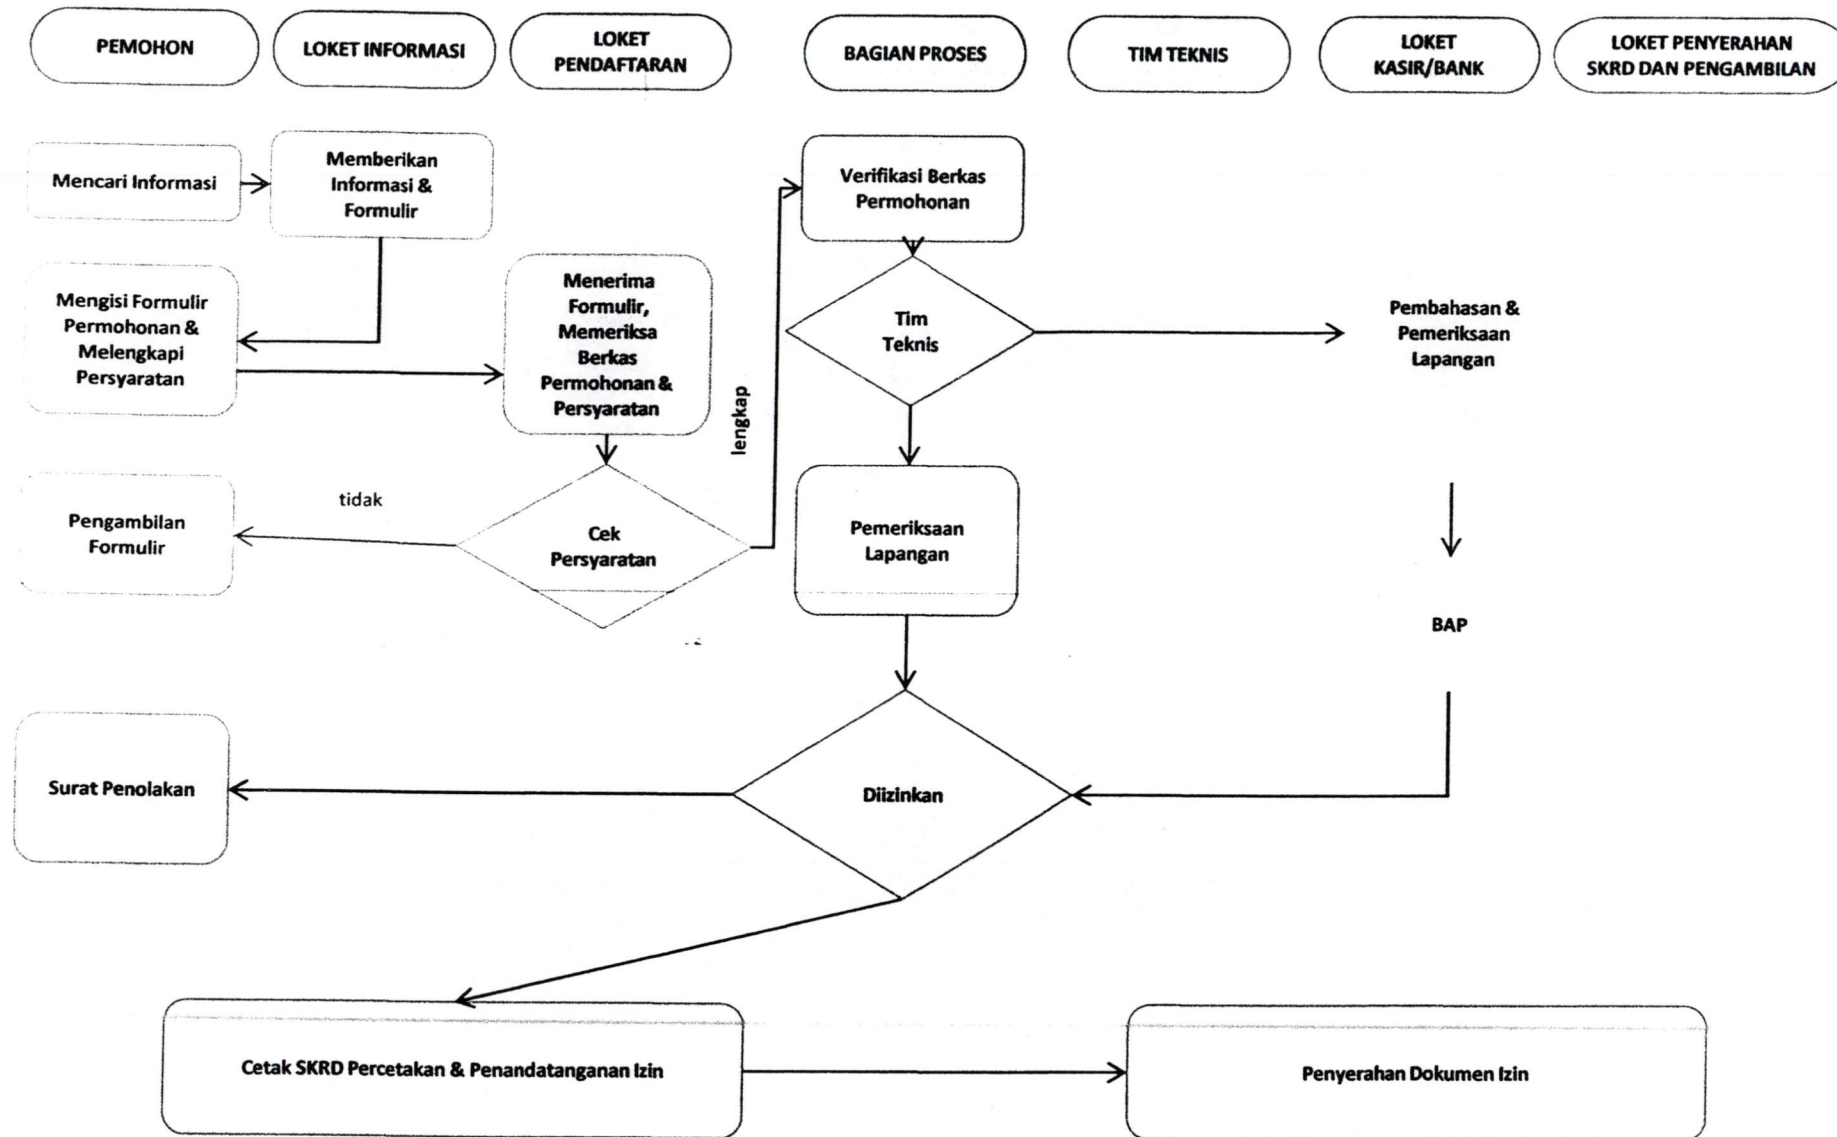 PEMOHON
LOKET INFORMASI
LOKET
PENDAFTARAN
BAGIAN PROSES
TIM TEKNIS
LOKET
KASIR/BANK
LOKET PENYERAHAN
SKRD DAN PENGAMBILAN
Mencari Informasi
Memberikan
Informasi &
Formulir
Verifikasi Berkas
Permohonan
Mengisi Formulir
Permohonan &
Melengkapi
Persyaratan
Menerima
Formulir,
Memeriksa
Berkas
Permohonan &
Persyaratan
lengkap
Tim
Teknis
Pembahasan &
Pemeriksaan
Lapangan
Pengambilan
Formulir
tidak
Cek
Persyaratan
Pemeriksaan
Lapangan
BAP
Surat Penolakan
Diizinkan
Cetak SKRD Percetakan & Penandatanganan Izin
Penyerahan Dokumen Izin